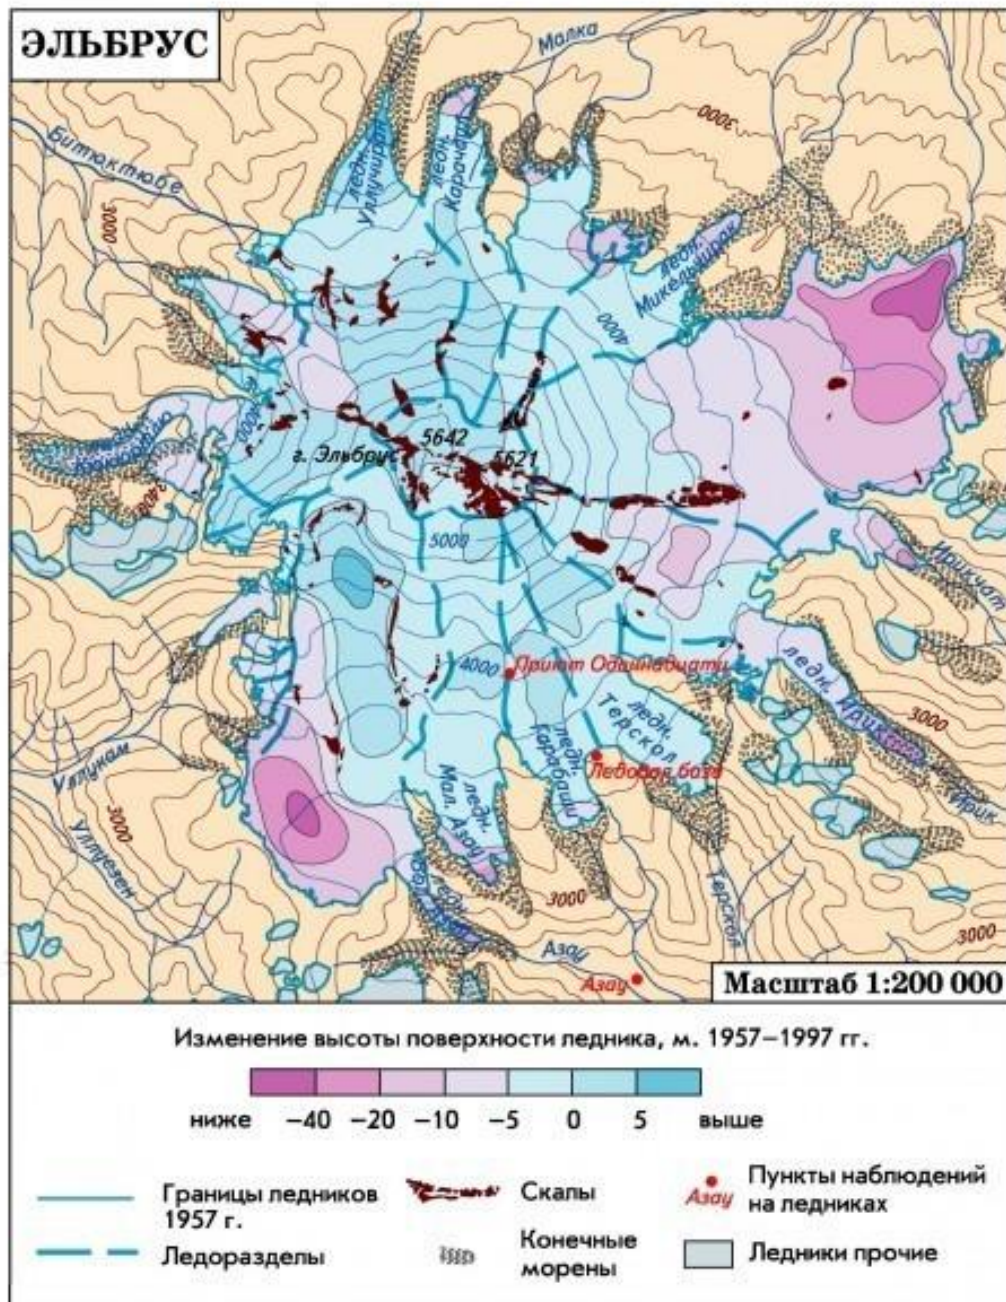 ЭЛЬБРУС
Малка
Битюктюбе
3000
3000
ледн.
Уллучиран
ледн.
Карачаул
ледн.
Микельчиран
4000
4000
5642
г. Эльбрус
5621
5000
Ирикчат
4000
Приют Одиннадцати
ледн.
Ирик
3000
ледн.
Терскол
ледн.
Гарабаши
Ледовая база
Уллукам
3000
Уллуезен
ледн.
Мал. Азау
Ирик
3000
Терскол
3000
Азау
Азау
Масштаб 1:200 000
Изменение высоты поверхности ледника, м. 1957–1997 гг.
ниже −40 −20 −10 −5 0 5 выше
Границы ледников
1957 г.
Ледоразделы
Скалы
Конечные
морены
Азау
Пункты наблюдений
на ледниках
Ледники прочие